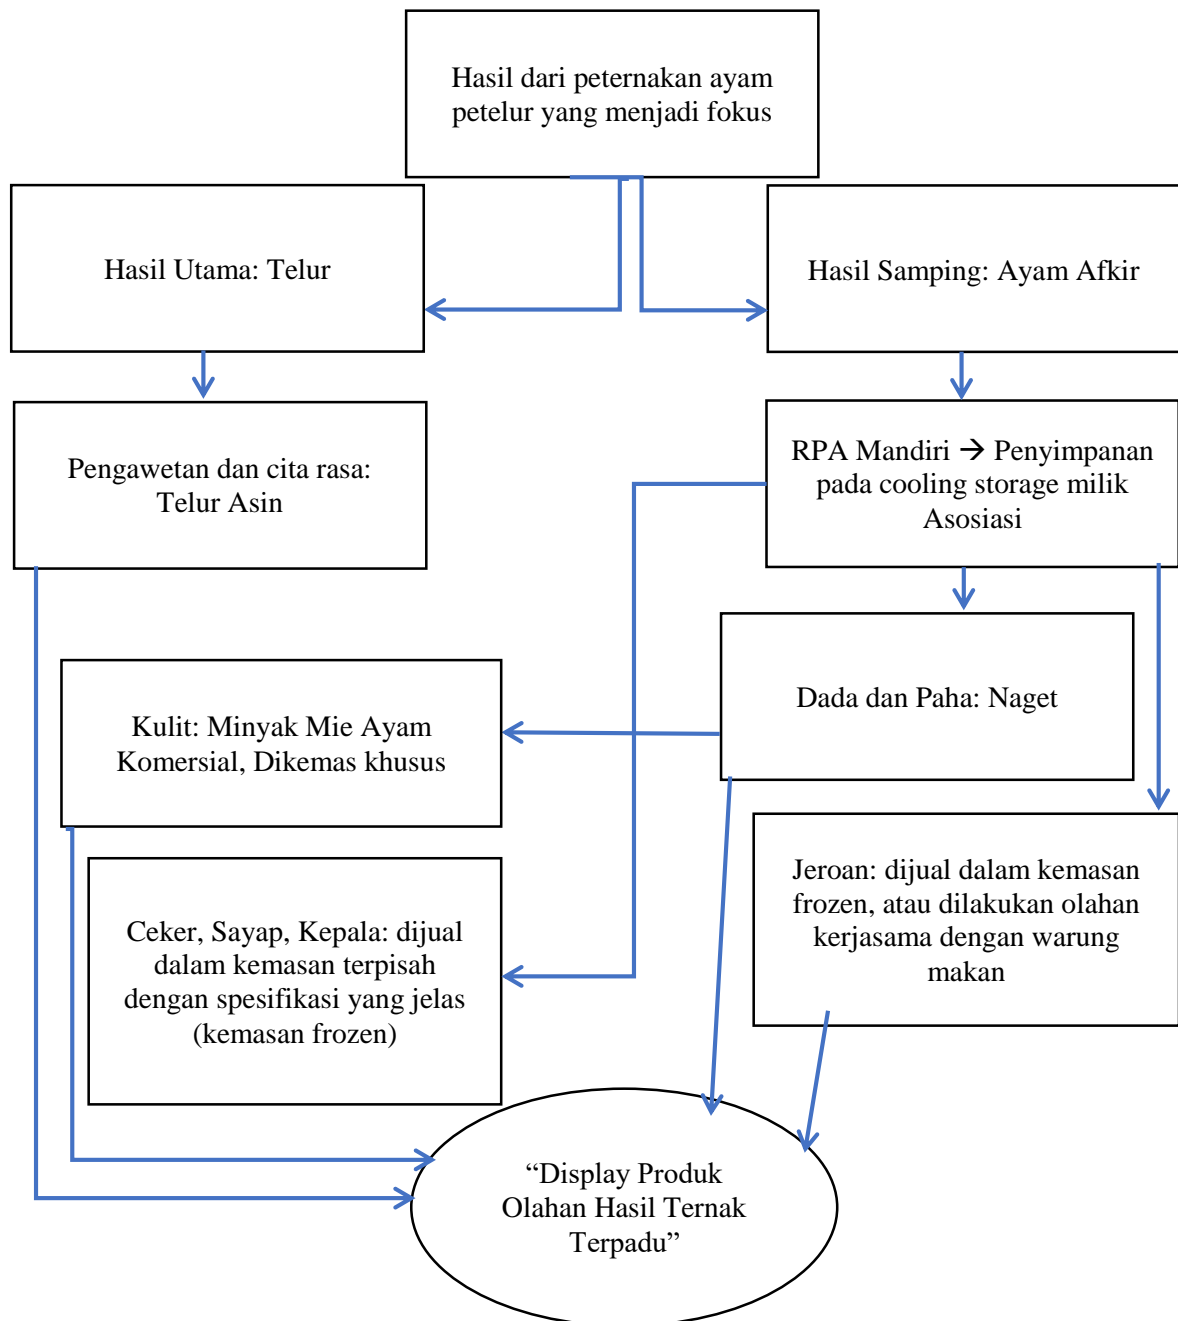 Hasil dari peternakan ayam
petelur yang menjadi fokus
Hasil Utama: Telur
Hasil Samping: Ayam Afkir
Pengawetan dan cita rasa:
Telur Asin
RPA Mandiri → Penyimpanan
pada cooling storage milik
Asosiasi
Dada dan Paha: Naget
Kulit: Minyak Mie Ayam
Komersial, Dikemas khusus
Jeroan: dijual dalam kemasan
frozen, atau dilakukan olahan
kerjasama dengan warung
makan
Ceker, Sayap, Kepala: dijual
dalam kemasan terpisah
dengan spesifikasi yang jelas
(kemasan frozen)
“Display Produk
Olahan Hasil Ternak
Terpadu”